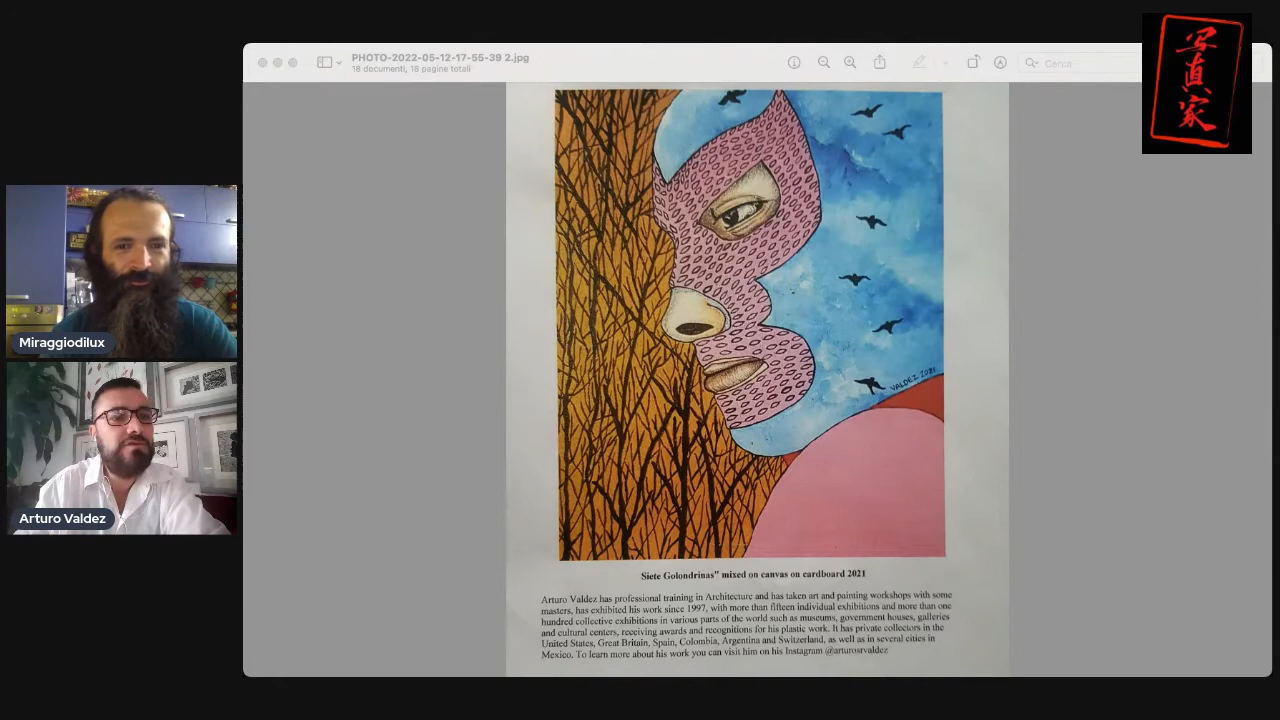 PHOTO-2022-05-12-17-55-39 2.jpg
18 documenti, 18 pagine totali
Cerca
写真家
Miraggiodilux
Arturo Valdez
VALDEZ 2021
Siete Golondrinas" mixed on canvas on cardboard 2021
Arturo Valdez has professional training in Architecture and has taken art and painting workshops with some
masters, has exhibited his work since 1997, with more than fifteen individual exhibitions and more than one
hundred collective exhibitions in various parts of the world such as museums, government houses, galleries
and cultural centers, receiving awards and recognitions for his plastic work. It has private collectors in the
United States, Great Britain, Spain, Colombia, Argentina and Switzerland, as well as in several cities in
Mexico. To learn more about his work you can visit him on his Instagram @arturosrvaldez